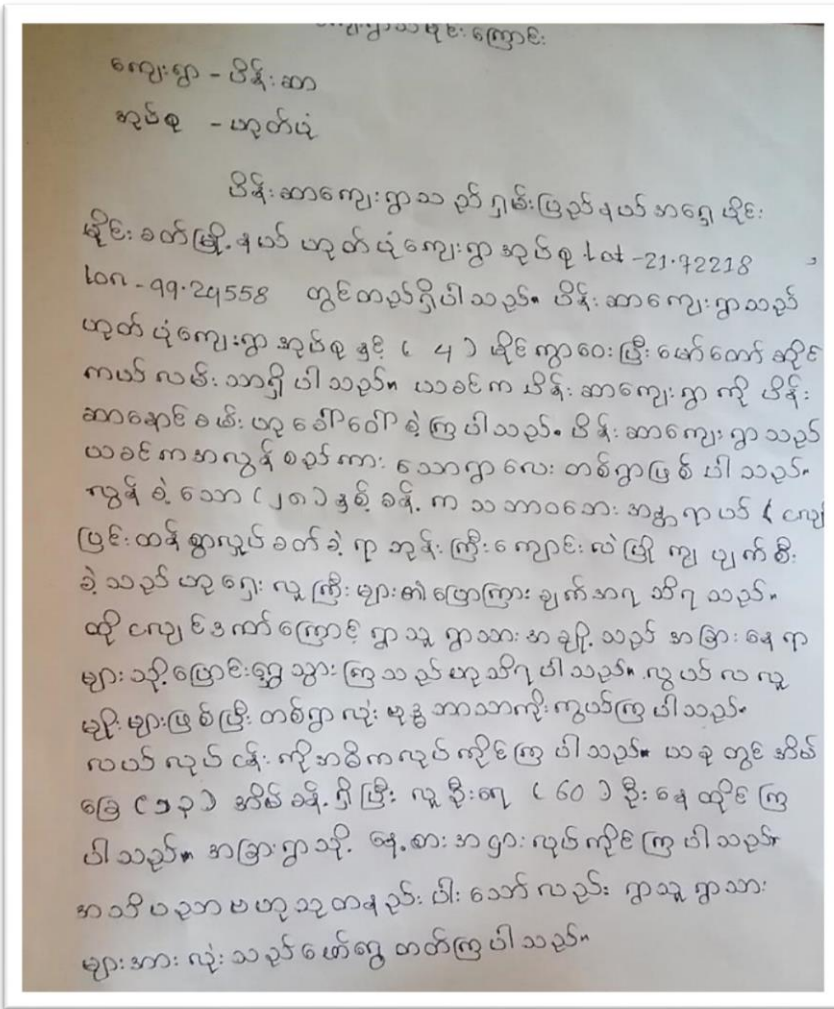 ကျေးရွာသမိုင်းကြောင်း
ကျေးရွာ - ပိန်းဆာ
အုပ်စု - ဟုတ်ပုံ
ပိန်းဆာကျေးရွာသည် ရှမ်းပြည်နယ် အရှေ့ပိုင်း
မိုင်းခတ်မြို့နယ် ဟုတ်ပုံကျေးရွာအုပ်စု lat -21.72218
lon - 99.29558 တွင်တည်ရှိပါသည်။ ပိန်းဆာကျေးရွာသည်
ဟုတ်ပုံကျေးရွာအုပ်စုနှင့် ( ၄ ) မိုင်ကွာဝေးပြီး မော်တော်ဆိုင်
ကယ်လမ်းသာရှိပါသည်။ ယခင်က ပိန်းဆာကျေးရွာကို ပိန်း
ဆာနောင်ခမ်းဟုခေါ်ဝေါ်ခဲ့ကြပါသည်။ ပိန်းဆာကျေးရွာသည်
ယခင်ကအလွန်စည်ကားသောရွာလေးတစ်ရွာဖြစ်ပါသည်။
လွန်ခဲ့သော (၂၈) နှစ်ခန့်က သဘာဝဘေးအန္တရာယ် ( ငလျှ
ပြင်းထန်စွာလှုပ်ခတ်ခဲ့ရာ ဘုန်းကြီးကျောင်းလဲပြိုကျပျက်စီး
ခဲ့သည်ဟုရှေးလူကြီးများ၏ပြောကြားချက်အရ သိရသည်။
ထိုငလျှင်ဒဏ်ကြောင့် ရွာသူရွာသားအချို့သည် အခြားနေရာ
များသို့ပြောင်းရွှေ့သွားကြသည်ဟုသိရပါသည်။ လွယ်လလူ
မျိုးများဖြစ်ပြီး တစ်ရွာလုံးဗုဒ္ဓဘာသာကိုးကွယ်ကြပါသည်။
လယ်လုပ်ငန်းကိုအဓိကလုပ်ကိုင်ကြပါသည်။ ယခုတွင် အိမ်
ခြေ (၁၃) အိမ်ခန့်ရှိပြီး လူဦးရေ ( 60 ) ဦးနေထိုင်ကြ
ပါသည်။ အခြားရွာသို့ နေ့စားအငှားလုပ်ကိုင်ကြပါသည်
အသိပညာဗဟုသုတနည်းပါးသော်လည်း ရွာသူရွာသား
များအားလုံးသည်ဖော်ရွေတတ်ကြပါသည်။